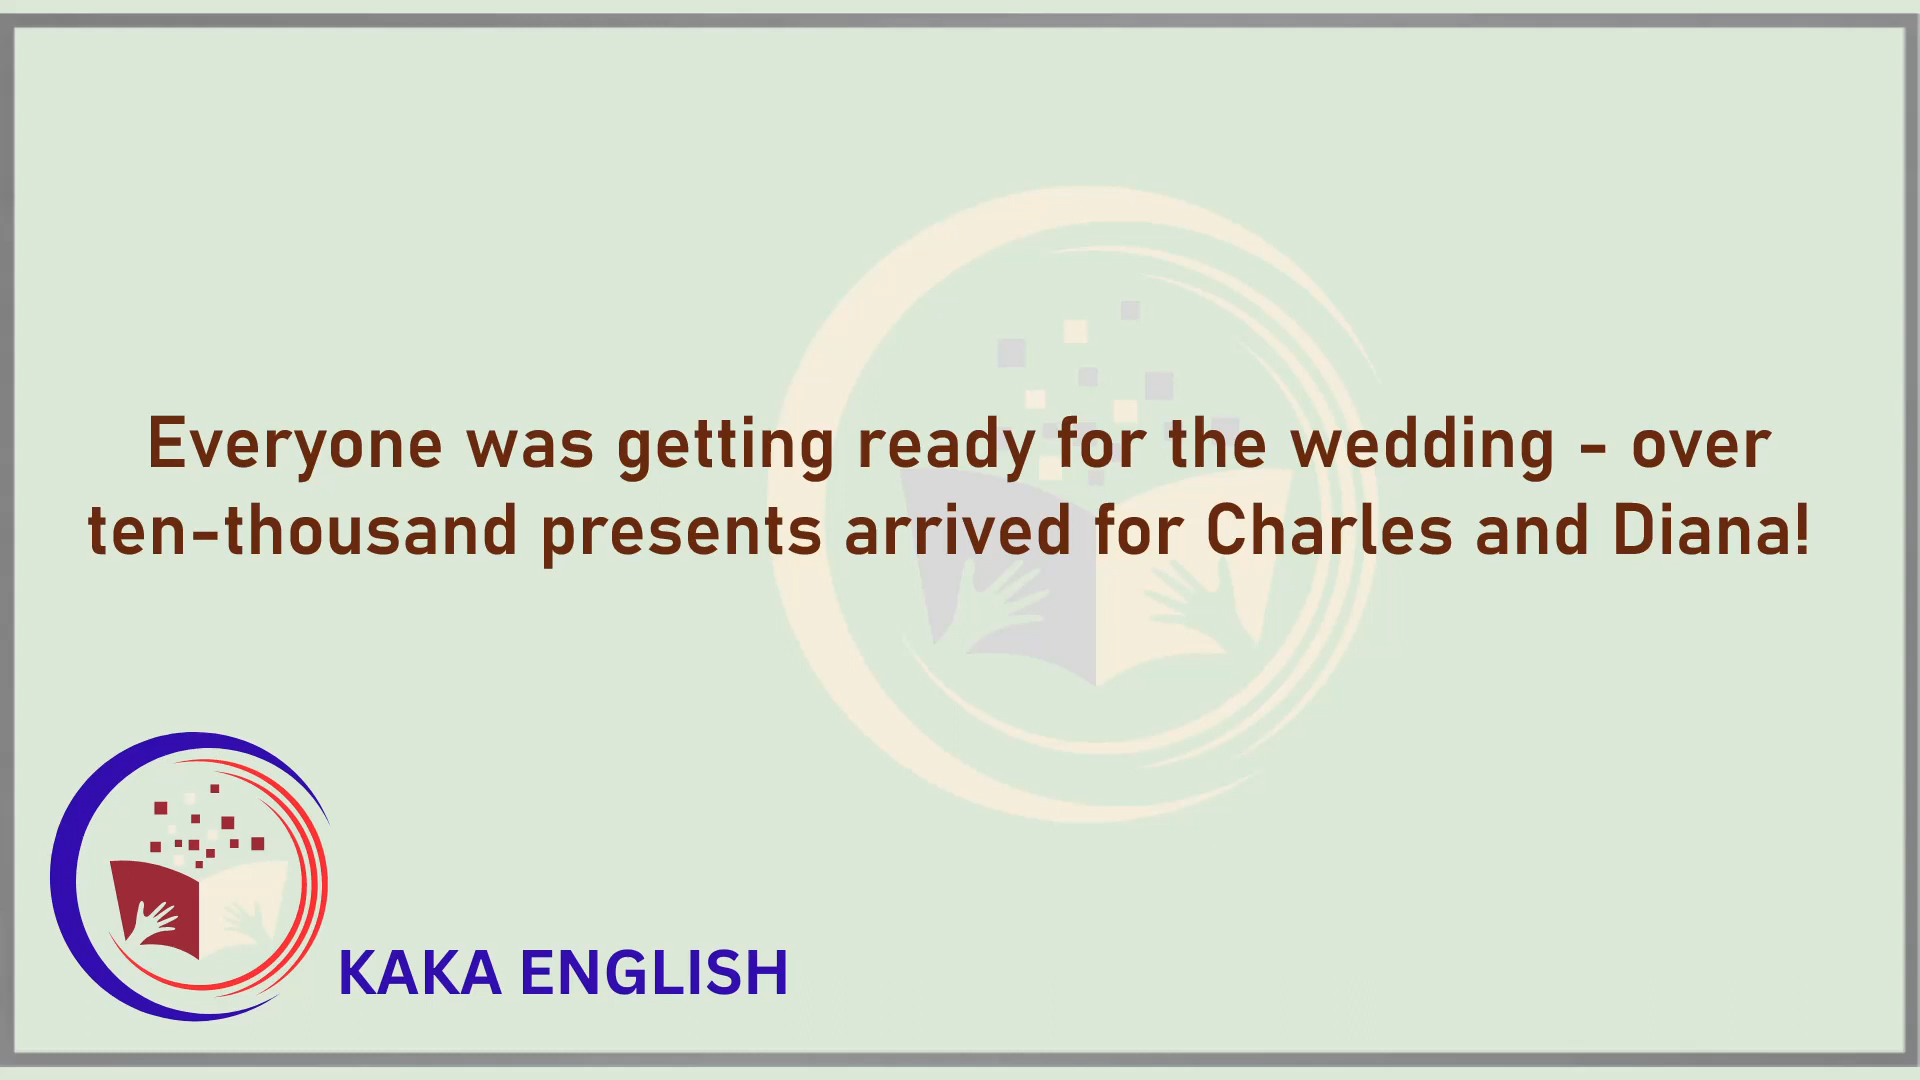 Everyone was getting ready for the wedding - over
ten-thousand presents arrived for Charles and Diana!
KAKA ENGLISH